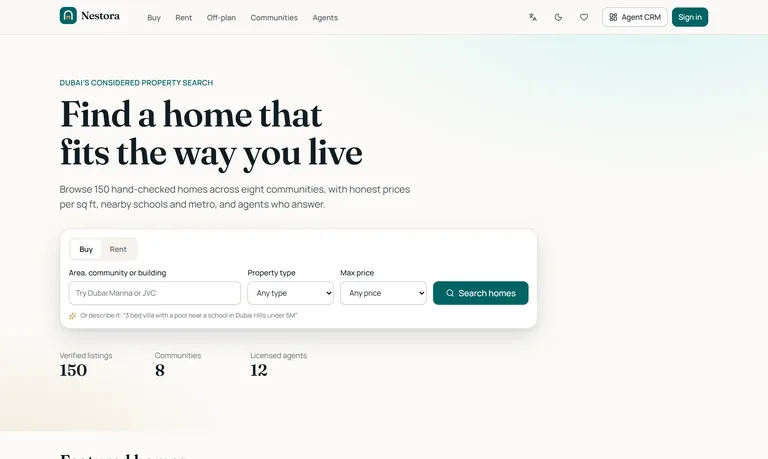 Nestora
Buy Rent Off-plan Communities Agents
Agent CRM
Sign in
DUBAI'S CONSIDERED PROPERTY SEARCH
Find a home that
fits the way you live
Browse 150 hand-checked homes across eight communities, with honest prices
per sq ft, nearby schools and metro, and agents who answer.
Buy Rent
Area, community or building Property type Max price
Try Dubai Marina or JVC Any type Any price Search homes
Or describe it: "3 bed villa with a pool near a school in Dubai Hills under 5M"
Verified listings Communities Licensed agents
150 8 12